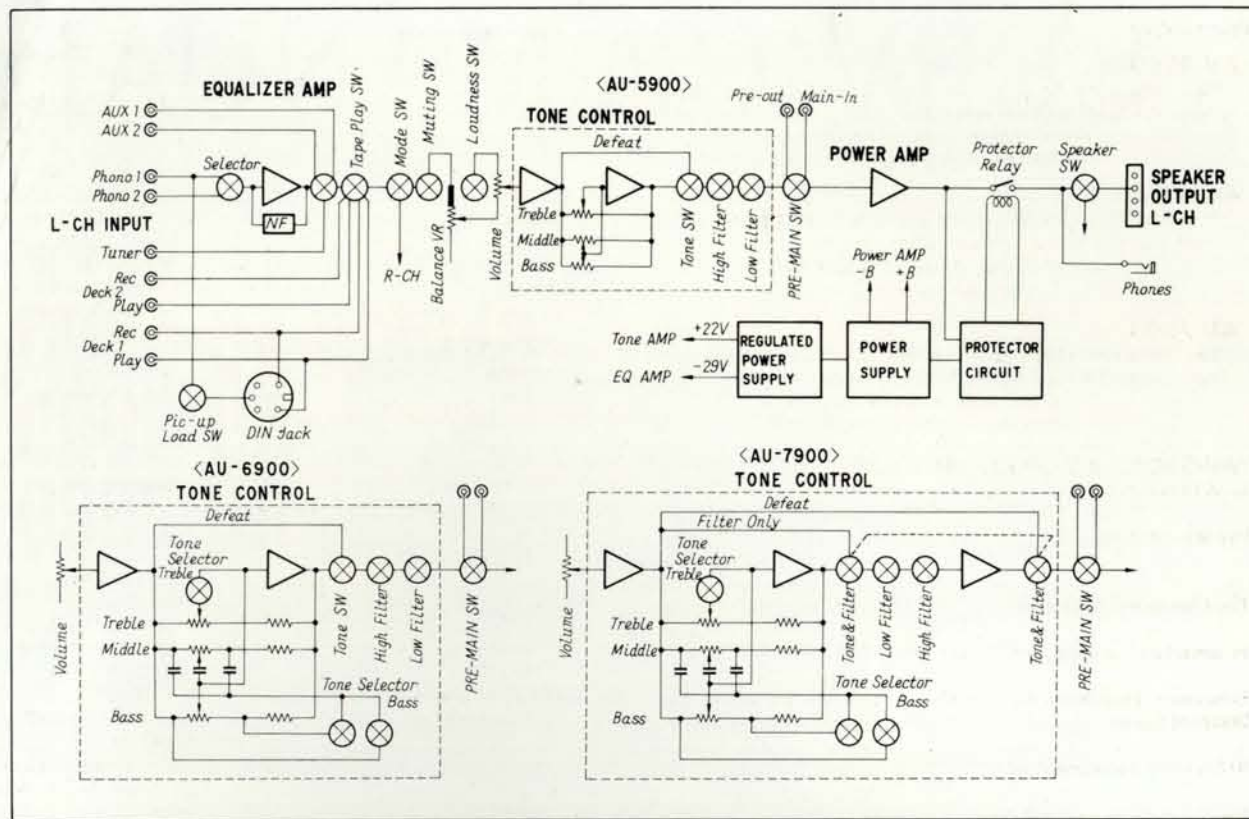 <AU-5900>
EQUALIZER AMP
TONE CONTROL
AUX 1
AUX 2
Selector
Phono 1
Phono 2
NF
L-CH INPUT
Tuner
Rec
Deck 2
Play
Rec
Deck 1
Play
Pic-up
Load SW
DIN Jack
Tape Play SW
Mode SW
Muting SW
R-CH
Balance VR
Loudness SW
Volume
Defeat
Treble
Middle
Bass
Tone SW
High Filter
Low Filter
Pre-out
Main-In
PRE-MAIN SW
POWER AMP
Protector
Relay
Speaker
SW
SPEAKER
OUTPUT
L-CH
Phones
Power AMP
-B +B
Tone AMP
+22V
EQ AMP
-29V
REGULATED
POWER
SUPPLY
POWER
SUPPLY
PROTECTOR
CIRCUIT
<AU-6900>
TONE CONTROL
Defeat
Tone
Selector
Treble
Volume
Treble
Middle
Bass
Tone Selector
Bass
Tone SW
High Filter
Low Filter
PRE-MAIN SW
<AU-7900>
TONE CONTROL
Defeat
Filter Only
Tone
Selector
Treble
Volume
Treble
Middle
Bass
Tone Selector
Bass
Tone&Filter
Low Filter
High Filter
Tone&Filter
PRE-MAIN SW